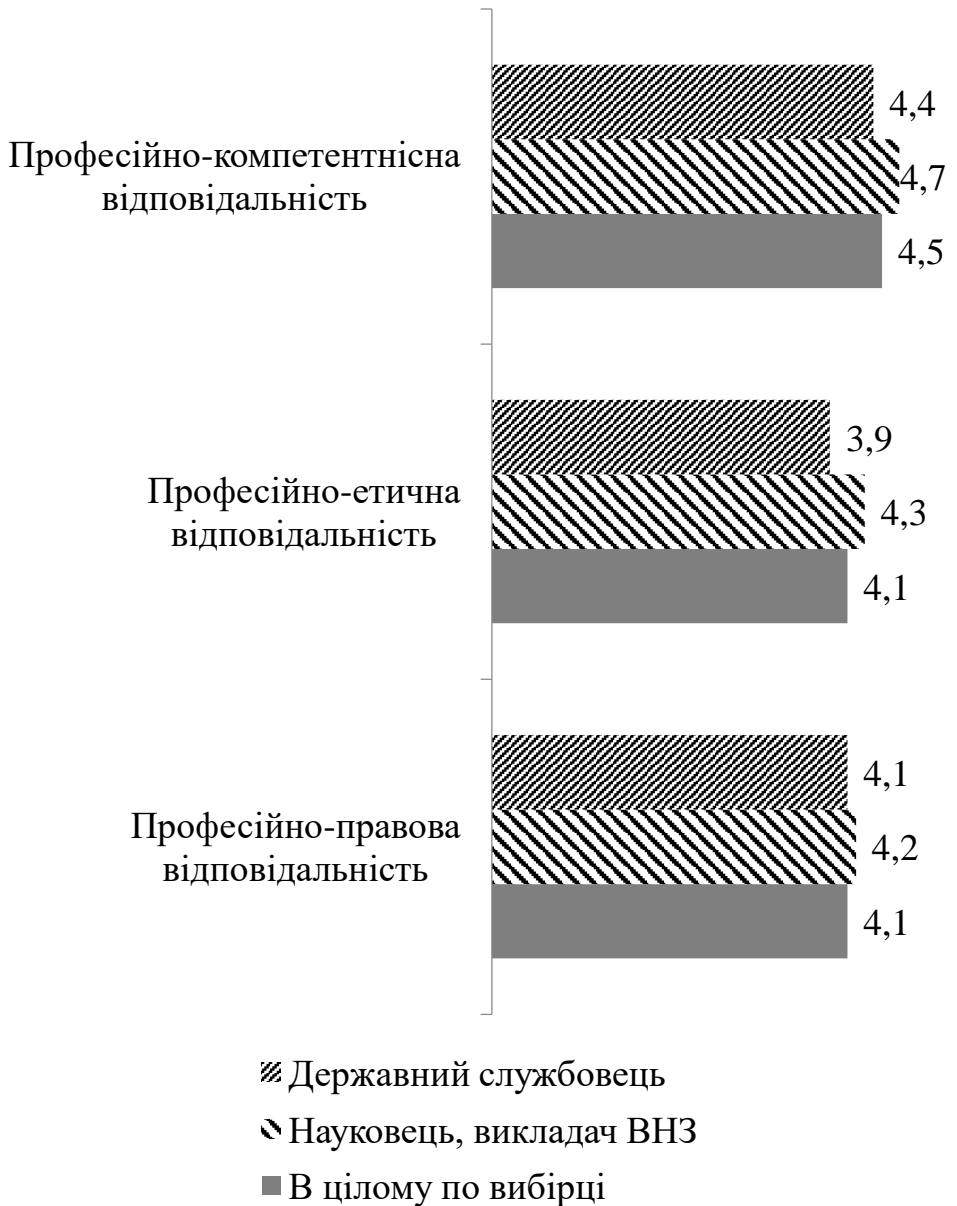 4,4
Професійно-компетентнісна
відповідальність
4,7
4,5
3,9
Професійно-етична
відповідальність
4,3
4,1
4,1
Професійно-правова
відповідальність
4,2
4,1
Державний службовець
Науковець, викладач ВНЗ
В цілому по вибірці